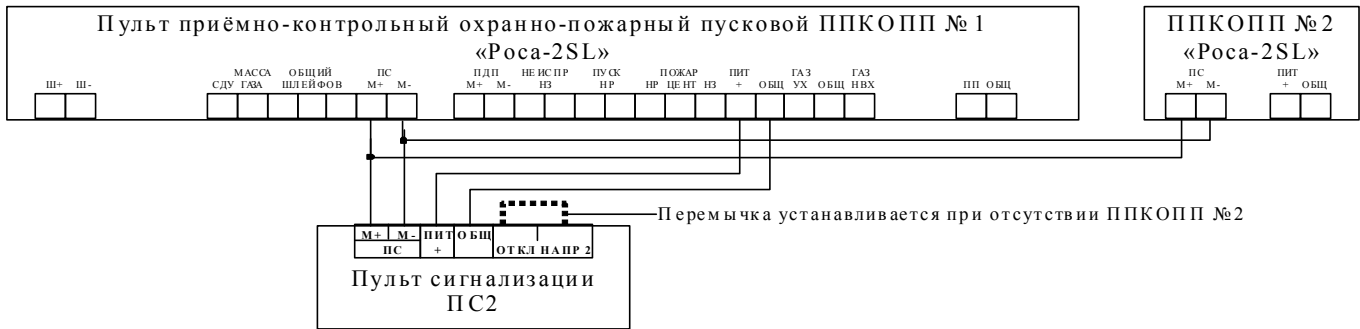 Пульт приёмно-контрольный охранно-пожарный пусковой ППКОПП №1
«Роса-2SL»
МАССА ОБЩИЙ ПС ПДП НЕИСПР ПУСК ПОЖАР ПИТ ГАЗ ГАЗ
Ш+ Ш- СДУ ГАЗА ШЛЕЙФОВ М+ М- М+ М- НЗ НР НР ЦЕНТ НЗ + ОБЩ УХ ОБЩ НВХ ПП ОБЩ
ППКОПП №2
«Роса-2SL»
ПС ПИТ
М+ М- + ОБЩ
Перемычка устанавливается при отсутствии ППКОПП №2
М+ М- ПИТ ОБЩ
ПС + ОТКЛ НАПР 2
Пульт сигнализации
ПС2